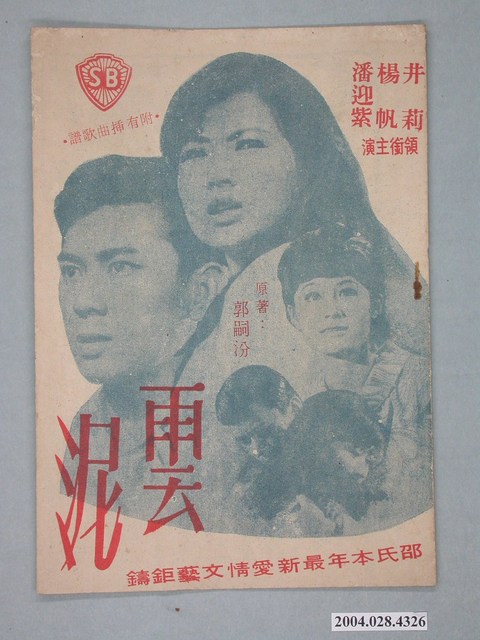 SB
井莉
楊帆
潘迎紫
領銜主演
·附有插曲歌譜·
原著：
郭嗣汾
雲泥
邵氏本年最新愛情文藝鉅鑄
2004.028.4326